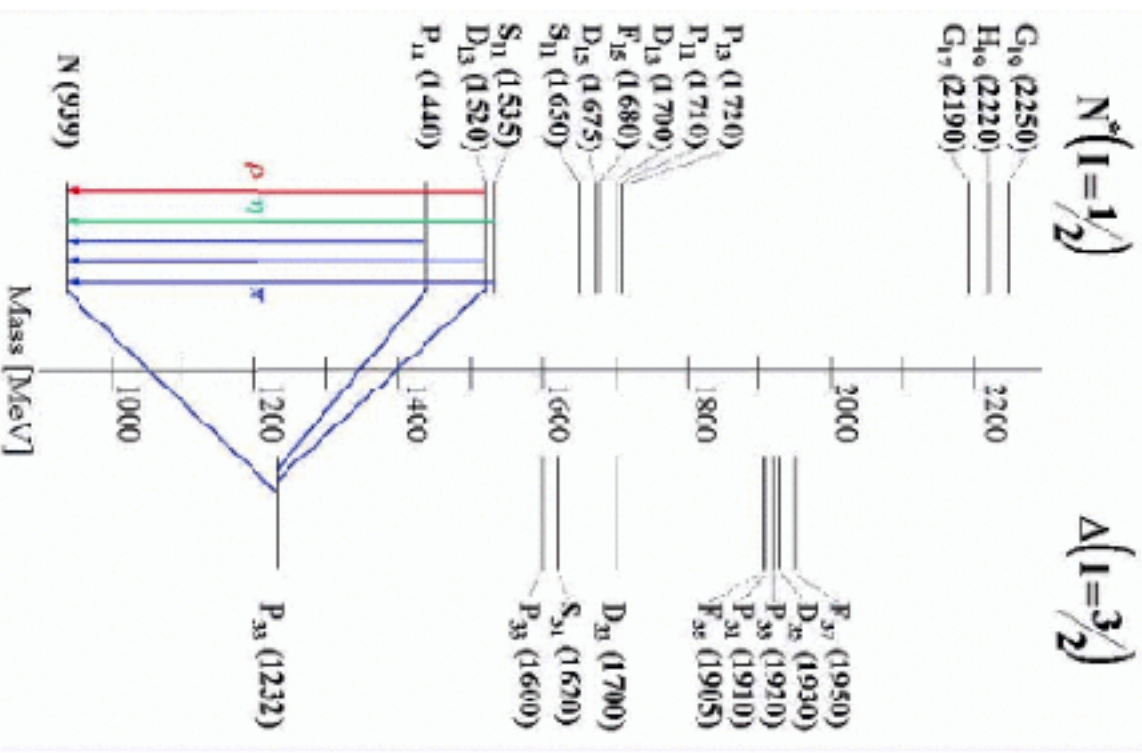 N*(I=1/2)
Δ(I=3/2)
G₁₉ (2250)
H₁₉ (2220)
G₁₇ (2190)
P₁₃ (1720)
P₁₁ (1710)
D₁₃ (1700)
F₁₅ (1680)
D₁₅ (1675)
S₁₁ (1650)
S₁₁ (1535)
D₁₃ (1520)
P₁₁ (1440)
N (939)
ρ
η
π
2200
2000
1800
1600
1400
1200
1000
Mass [MeV]
F₃₇ (1950)
D₃₅ (1930)
P₃₃ (1920)
P₃₁ (1910)
F₃₅ (1905)
D₃₃ (1700)
S₃₁ (1620)
P₃₃ (1600)
P₃₃ (1232)